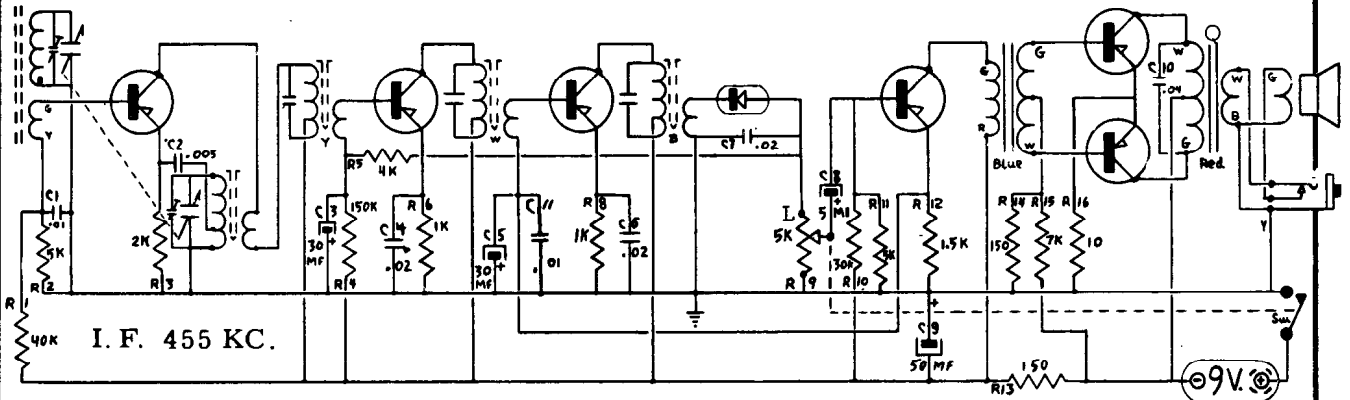 G
Y
C1
.01
5K
R2
R1
40K
C2
.005
2K
R3
I. F. 455 KC.
Y
R5
4K
C3
30
MF
150K
R4
C4
.02
R6
1K
W
C5
30
MF
C11
.01
R8
1K
C6
.02
B
C7 .02
L
5K
R9
C8
5 M
30K
R10
R11
R12
1.5K
C9
50 MF
G
R
Blue
G
W
R14
150
R15
7K
R16
10
R13
150
W
G
C10
.04
W
G
Red
W
B
G
Y
Sw
9V.